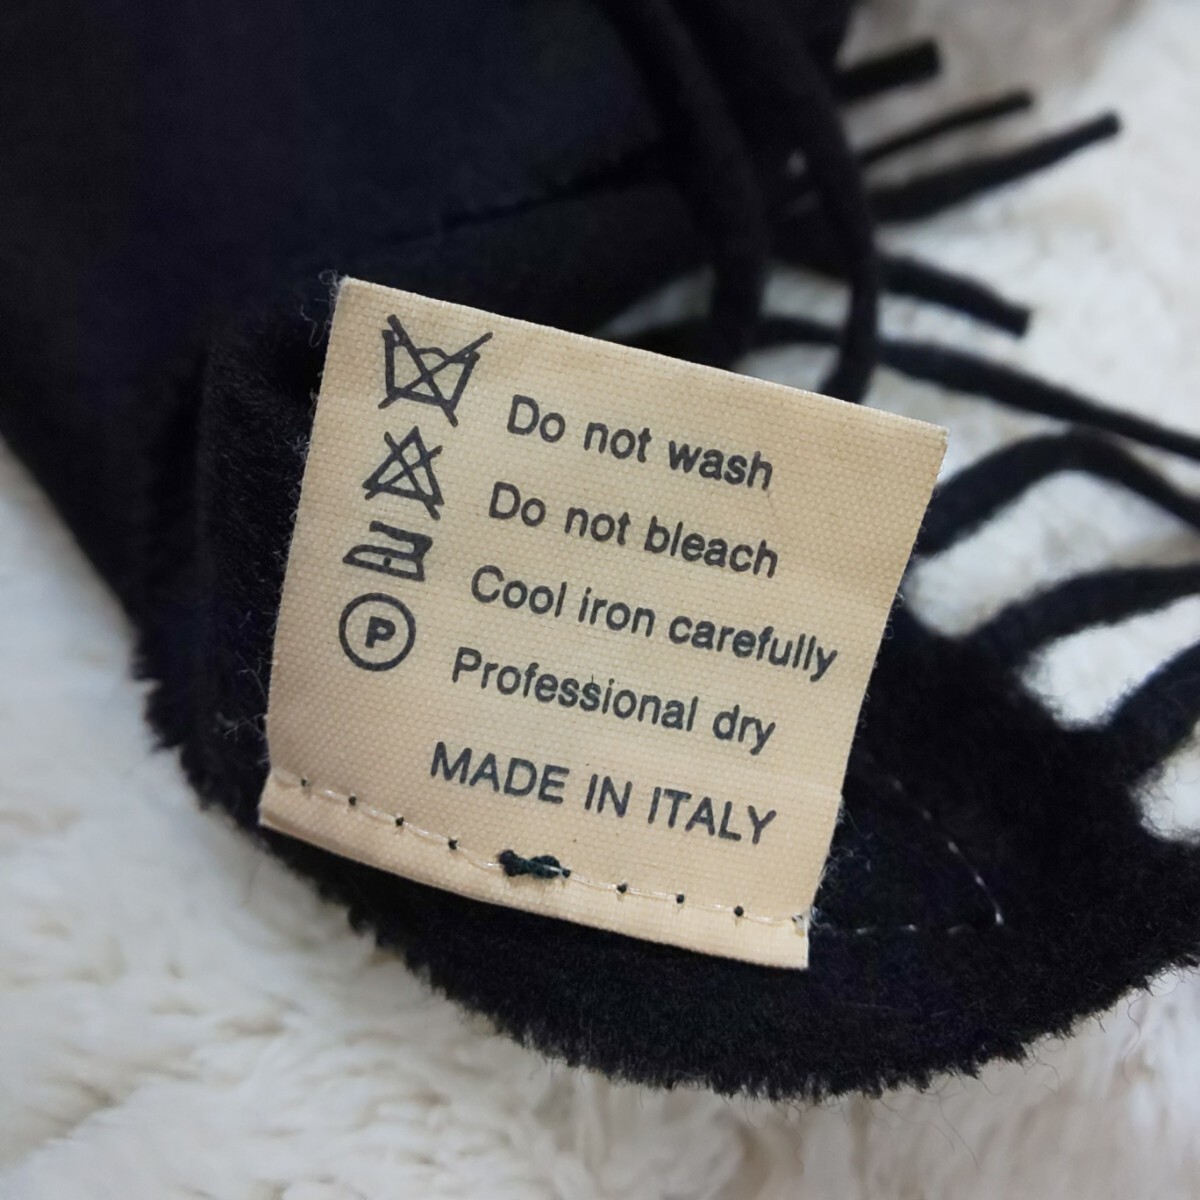 Do not wash
Do not bleach
Cool iron carefully
P
Professional dry
MADE IN ITALY